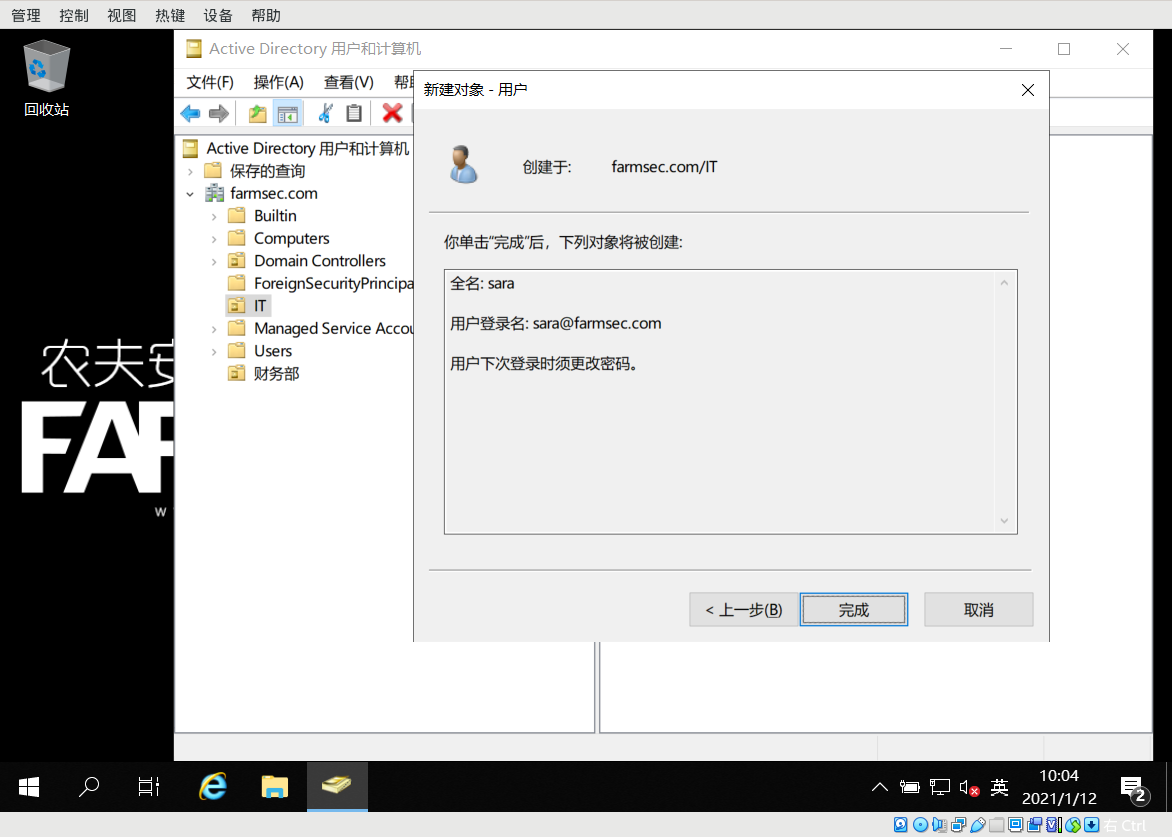 管理 控制 视图 热键 设备 帮助
回收站
Active Directory 用户和计算机
文件(F) 操作(A) 查看(V) 帮
新建对象 - 用户
Active Directory 用户和计算机
保存的查询
farmsec.com
Builtin
Computers
Domain Controllers
ForeignSecurityPrincipa
IT
Managed Service Accou
Users
财务部
创建于: farmsec.com/IT
你单击“完成”后，下列对象将被创建:
全名: sara
用户登录名: sara@farmsec.com
用户下次登录时须更改密码。
< 上一步(B) 完成 取消
农夫安
FAR
w
英
10:04
2021/1/12
2
右 Ctrl